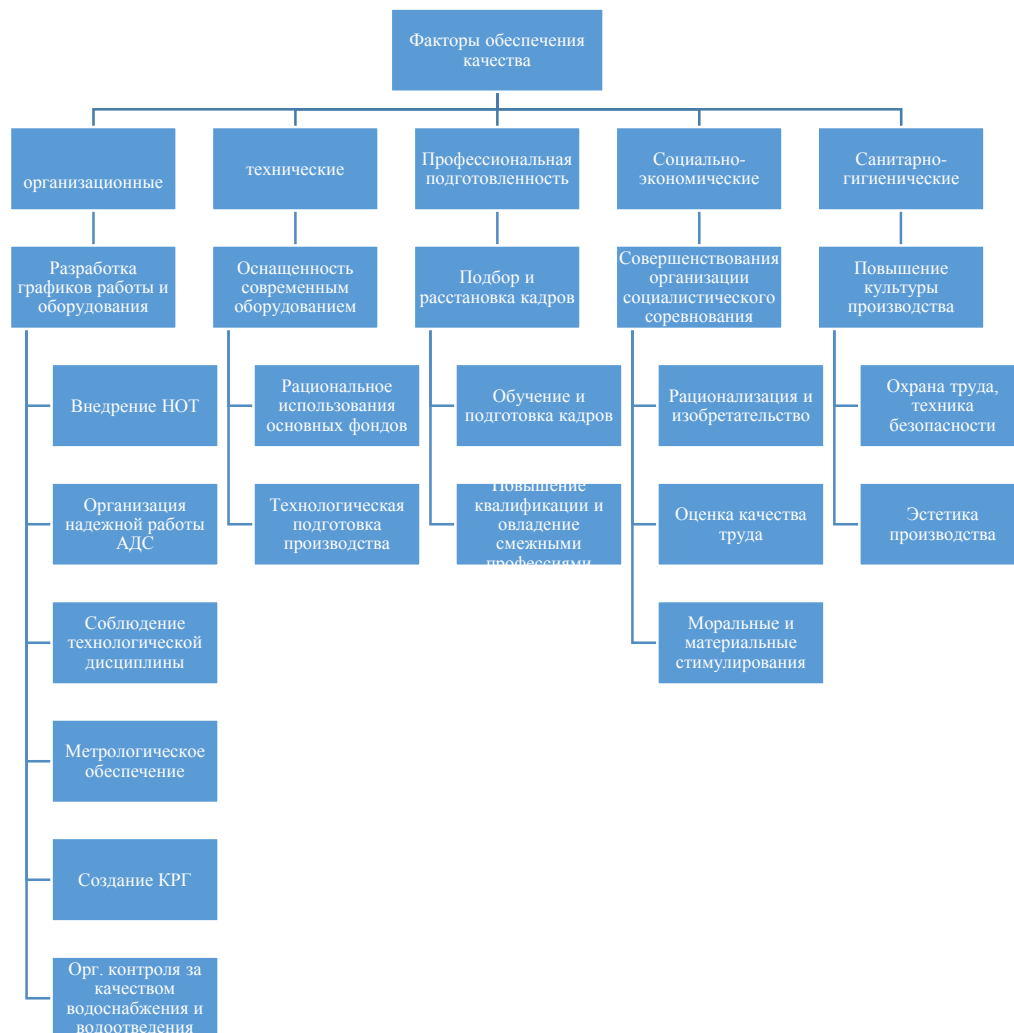 Факторы обеспечения
качества
организационные
технические
Профессиональная
подготовленность
Социально-
экономические
Санитарно-
гигиенические
Разработка
графиков работы и
оборудования
Оснащенность
современным
оборудованием
Подбор и
расстановка кадров
Совершенствования
организации
социалистического
соревнования
Повышение
культуры
производства
Внедрение НОТ
Рациональное
использования
основных фондов
Обучение и
подготовка кадров
Рационализация и
изобретательство
Охрана труда,
техника
безопасности
Организация
надежной работы
АДС
Технологическая
подготовка
производства
Повышение
квалификации и
овладение
смежными
профессиями
Оценка качества
труда
Эстетика
производства
Соблюдение
технологической
дисциплины
Моральные и
материальные
стимулирования
Метрологическое
обеспечение
Создание КРГ
Орг. контроля за
качеством
водоснабжения и
водоотведения